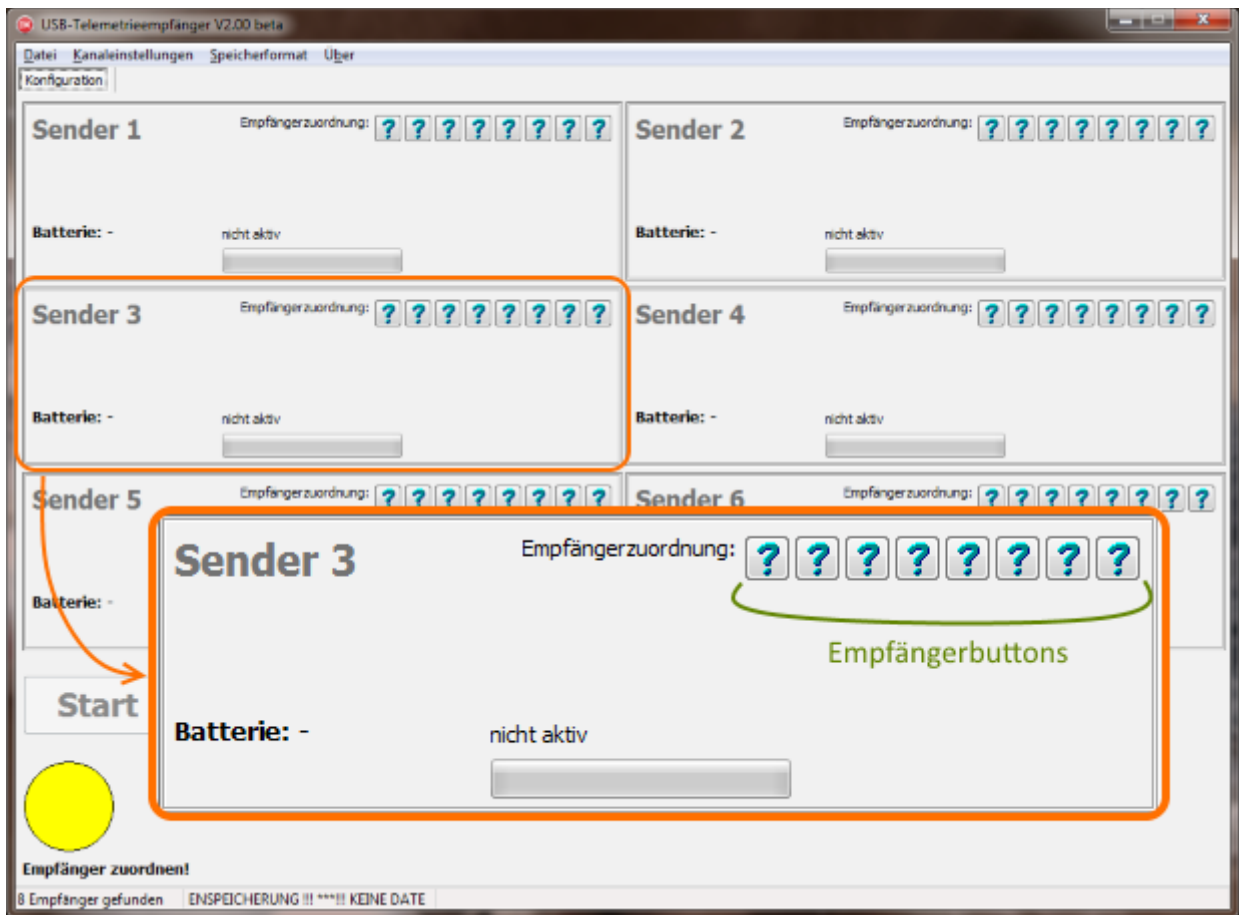 USB-Telemetrieempfänger V2.00 beta
Datei Kanaleinstellungen Speicherformat Über
Konfiguration
Sender 1 Empfängerzuordnung: ? ? ? ? ? ? ? ?
Batterie: - nicht aktiv
Sender 2 Empfängerzuordnung: ? ? ? ? ? ? ? ?
Batterie: - nicht aktiv
Sender 3 Empfängerzuordnung: ? ? ? ? ? ? ? ?
Batterie: - nicht aktiv
Sender 4 Empfängerzuordnung: ? ? ? ? ? ? ? ?
Batterie: - nicht aktiv
Sender 5 Empfängerzuordnung: ? ? ? ? ? ? ? ?
Batterie: -
Sender 6 Empfängerzuordnung: ? ? ? ? ? ? ? ?
Sender 3 Empfängerzuordnung: ? ? ? ? ? ? ? ?
Empfängerbuttons
Batterie: - nicht aktiv
Start
Empfänger zuordnen!
8 Empfänger gefunden ENSPEICHERUNG !!! ***!! KEINE DATE